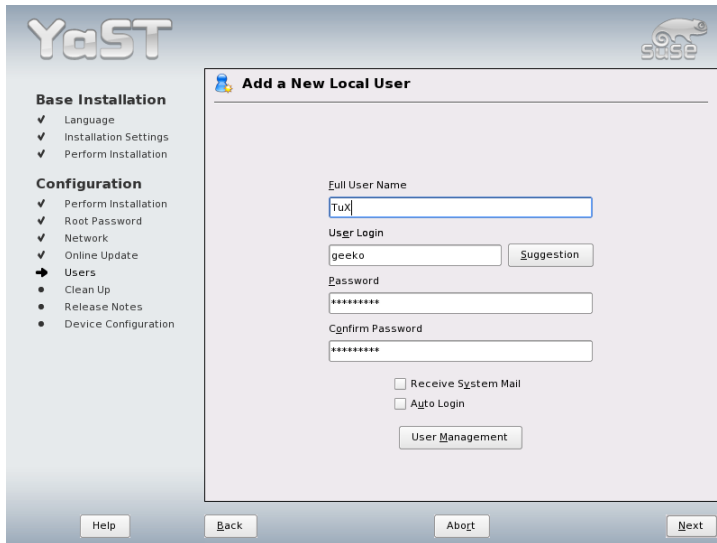 YaST
SUSE
Base Installation
Language
Installation Settings
Perform Installation
Configuration
Perform Installation
Root Password
Network
Online Update
Users
Clean Up
Release Notes
Device Configuration
Add a New Local User
Full User Name
TuX
User Login
geeko
Suggestion
Password
*********
Confirm Password
*********
Receive System Mail
Auto Login
User Management
Help
Back
Abort
Next